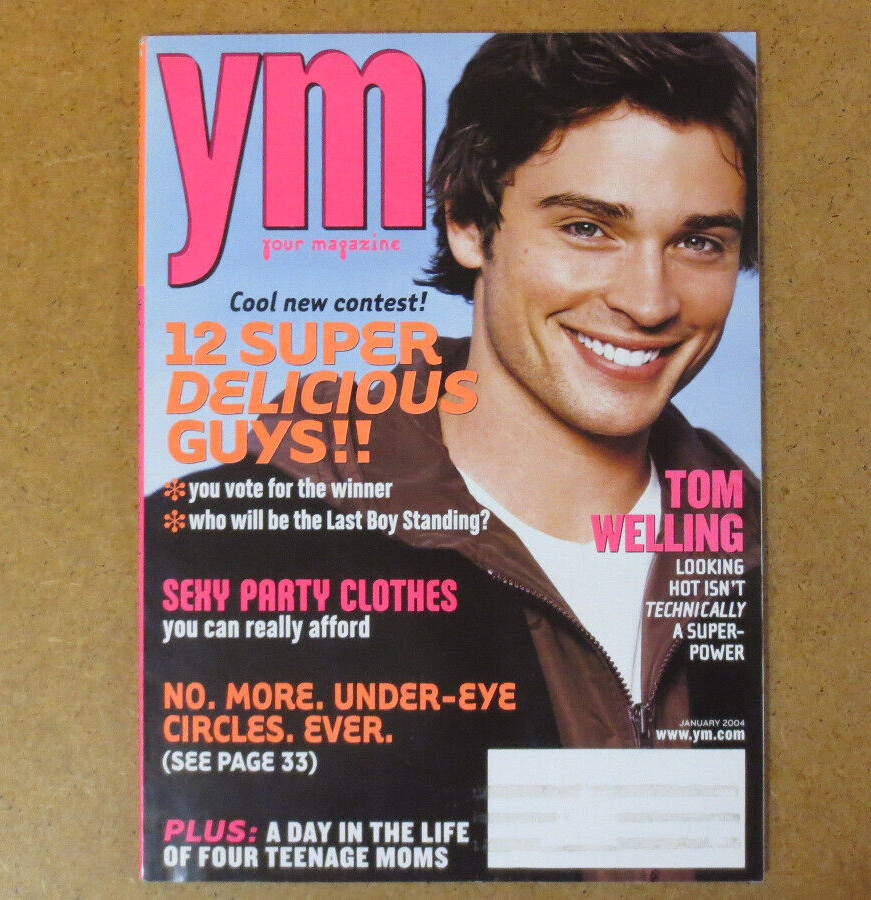 ym
your magazine
Cool new contest!
12 SUPER
DELICIOUS
GUYS!!
* you vote for the winner
* who will be the Last Boy Standing?
TOM
WELLING
LOOKING
HOT ISN'T
TECHNICALLY
A SUPER-
POWER
SEXY PARTY CLOTHES
you can really afford
NO. MORE. UNDER-EYE
CIRCLES. EVER.
(SEE PAGE 33)
JANUARY 2004
www.ym.com
PLUS: A DAY IN THE LIFE
OF FOUR TEENAGE MOMS